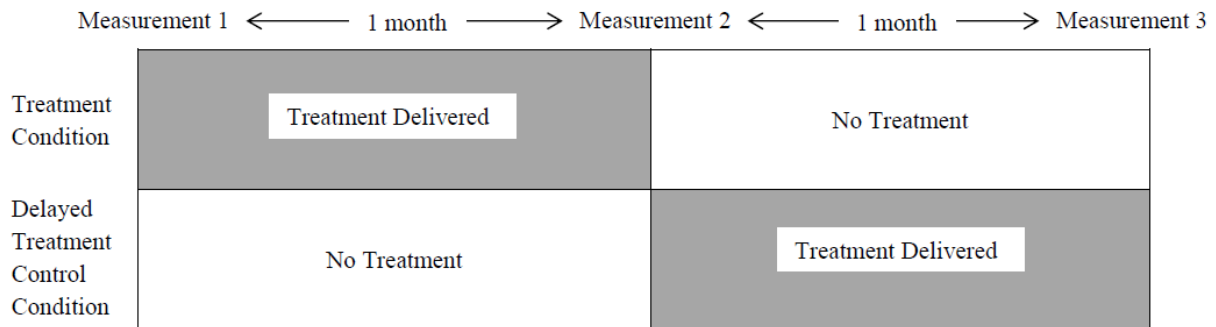 Measurement 1 1 month Measurement 2 1 month Measurement 3
Treatment
Condition
Treatment Delivered
No Treatment
Delayed
Treatment
Control
Condition
No Treatment
Treatment Delivered